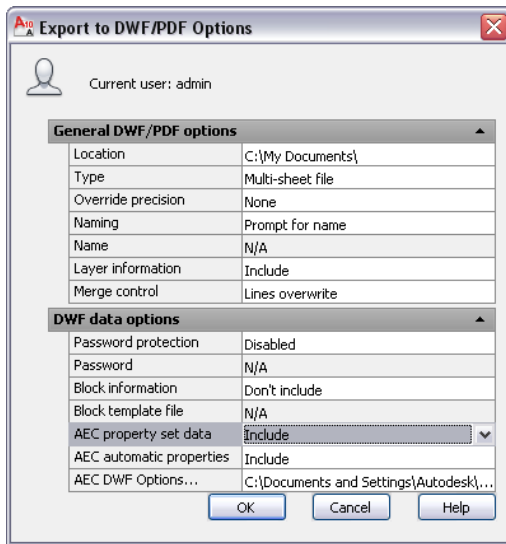 Export to DWF/PDF Options
Current user: admin
General DWF/PDF options
Location C:\My Documents\
Type Multi-sheet file
Override precision None
Naming Prompt for name
Name N/A
Layer information Include
Merge control Lines overwrite
DWF data options
Password protection Disabled
Password N/A
Block information Don't include
Block template file N/A
AEC property set data Include
AEC automatic properties Include
AEC DWF Options... C:\Documents and Settings\Autodesk\...
OK Cancel Help